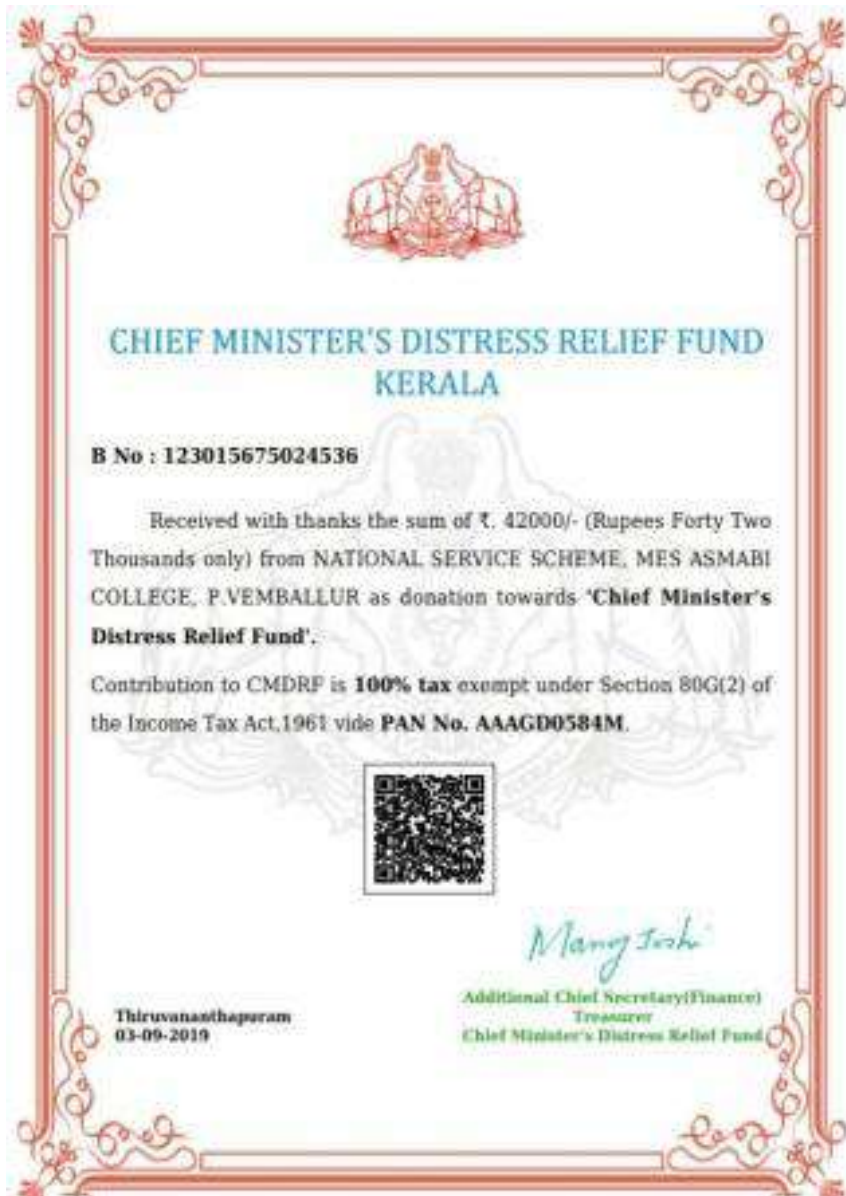 CHIEF MINISTER'S DISTRESS RELIEF FUND
KERALA
B No : 123015675024536
Received with thanks the sum of ₹. 42000/- (Rupees Forty Two
Thousands only) from NATIONAL SERVICE SCHEME, MES ASMABI
COLLEGE, P.VEMBALLUR as donation towards 'Chief Minister's
Distress Relief Fund'.
Contribution to CMDRF is 100% tax exempt under Section 80G(2) of
the Income Tax Act,1961 vide PAN No. AAAGD0584M.
Manoj Joshi
Additional Chief Secretary(Finance)
Treasurer
Chief Minister's Distress Relief Fund
Thiruvananthapuram
03-09-2019